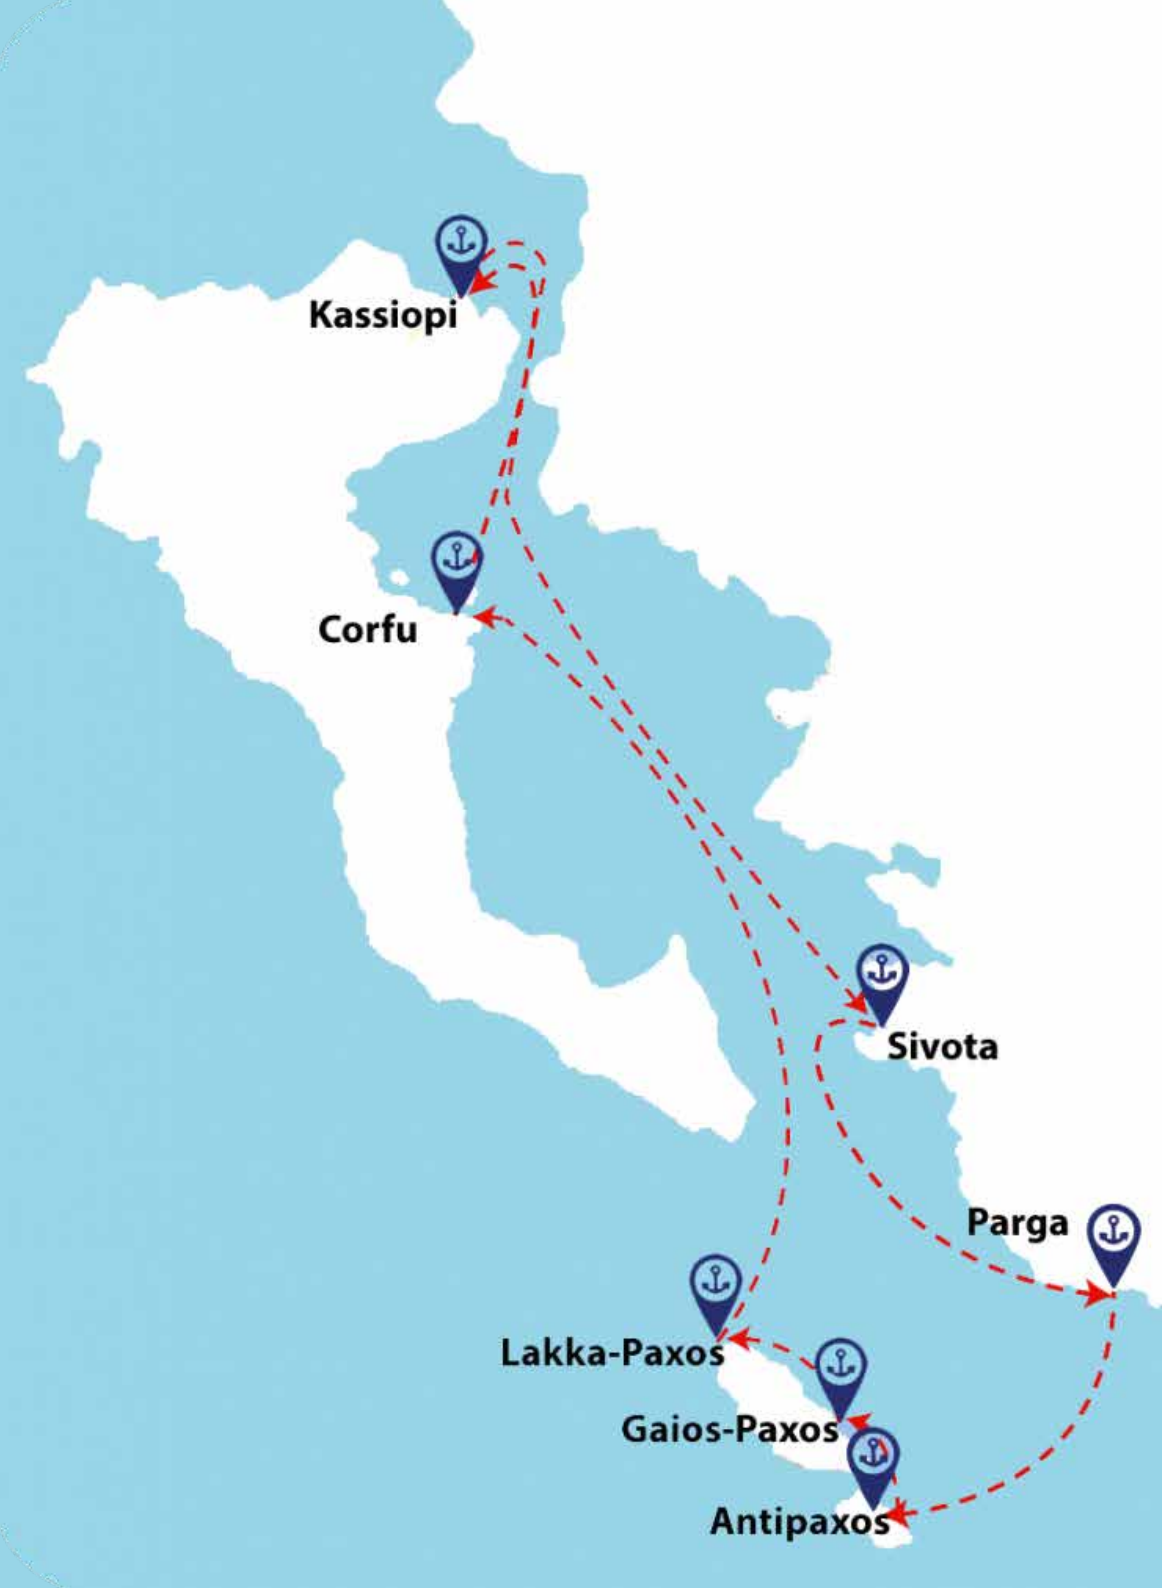 Kassiopi
Corfu
Sivota
Parga
Lakka-Paxos
Gaios-Paxos
Antipaxos